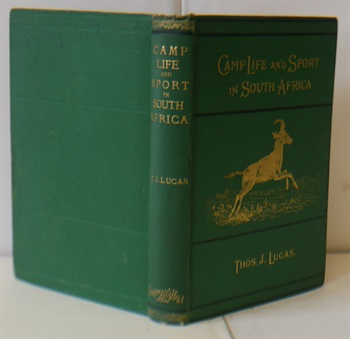 CAMP
LIFE
AND
SPORT
IN
SOUTH
AFRICA
T. J. LUCAS.
CAMP LIFE AND SPORT
IN SOUTH AFRICA
THOS. J. LUCAS.